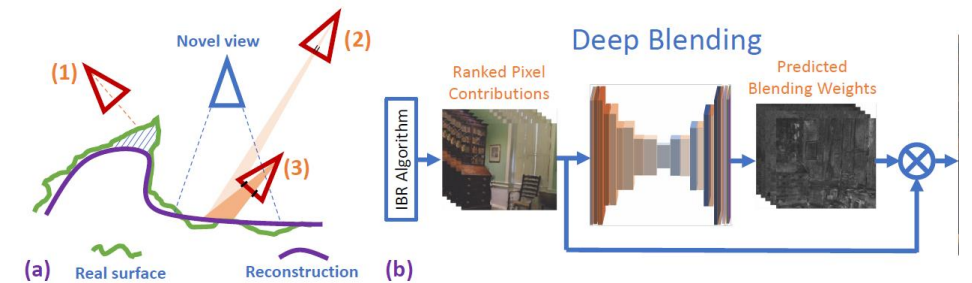 Novel view
(1)
(2)
(3)
Real surface
Reconstruction
(a)
Deep Blending
IBR Algorithm
Ranked Pixel
Contributions
Predicted
Blending Weights
(b)